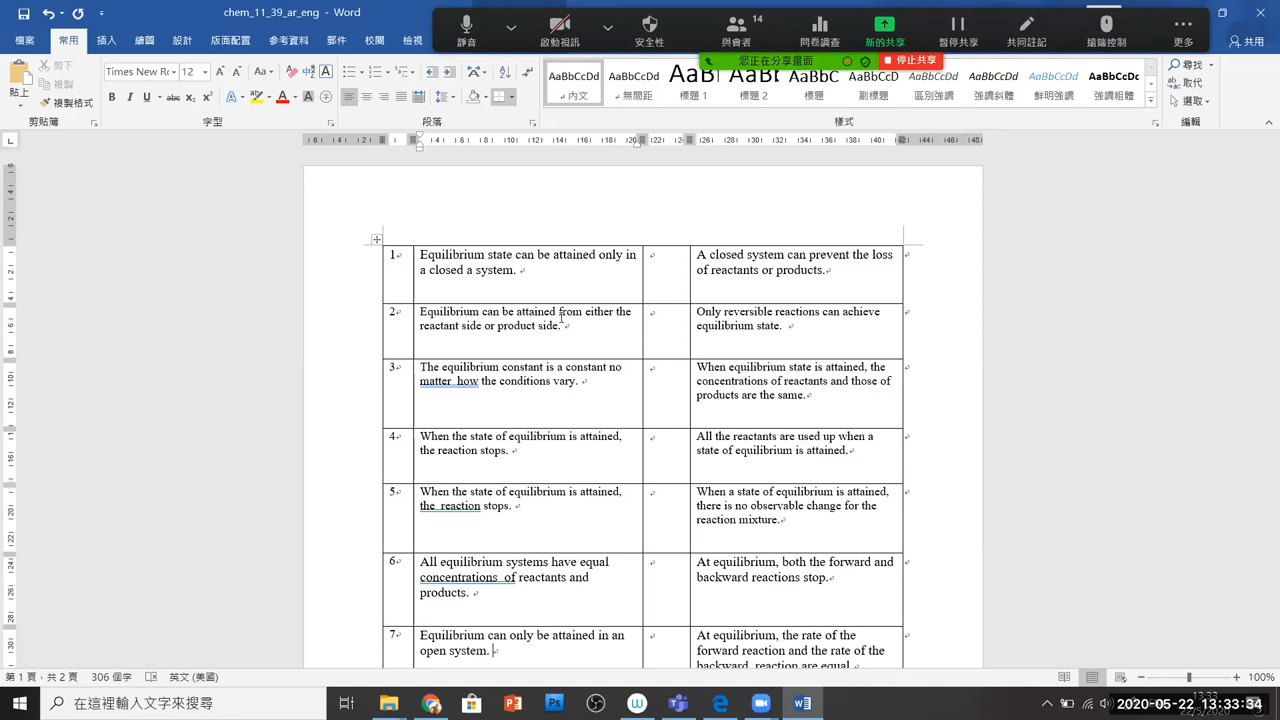 chem_11_39_ar_eng - Word
靜音
啟動視訊
安全性
14
與會者
問卷調查
新的共享
暫停共享
共同註記
遠端控制
更多
共用
您正在分享畫面
停止共享
檔案
常用
插入
繪圖
設計
版面配置
參考資料
郵件
校閱
檢視
貼上
剪下
複製
複製格式
剪貼簿
Times New Ro
12
字型
段落
AaBbCcDd
內文
AaBbCcDd
無間距
標題 1
標題 2
AaBbC
標題
AaBbCcD
副標題
AaBbCcDd
區別強調
AaBbCcDd
強調斜體
AaBbCcDd
鮮明強調
AaBbCcDc
強調粗體
樣式
尋找
取代
選取
編輯
1
Equilibrium state can be attained only in
a closed a system.
A closed system can prevent the loss
of reactants or products.
2
Equilibrium can be attained from either the
reactant side or product side.
Only reversible reactions can achieve
equilibrium state.
3
The equilibrium constant is a constant no
matter how the conditions vary.
When equilibrium state is attained, the
concentrations of reactants and those of
products are the same.
4
When the state of equilibrium is attained,
the reaction stops.
All the reactants are used up when a
state of equilibrium is attained.
5
When the state of equilibrium is attained,
the reaction stops.
When a state of equilibrium is attained,
there is no observable change for the
reaction mixture.
6
All equilibrium systems have equal
concentrations of reactants and
products.
At equilibrium, both the forward and
backward reactions stop.
7
Equilibrium can only be attained in an
open system.
At equilibrium, the rate of the
forward reaction and the rate of the
backward reaction are equal
第 1 頁，共 2 頁
306 個字
英文 (美國)
100%
在這裡輸入文字來搜尋
2020-05-22 13:33:34